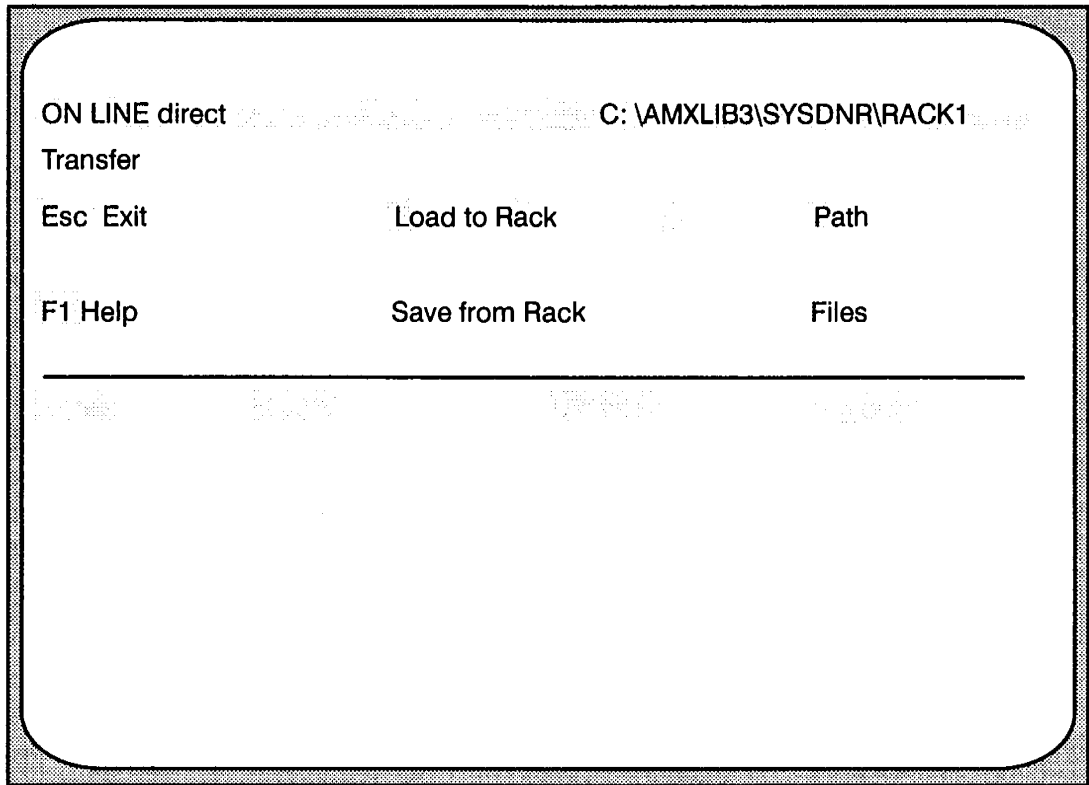 ON LINE direct C: \AMXLIB3\SYSDNR\RACK1
Transfer
Esc Exit Load to Rack Path
F1 Help Save from Rack Files